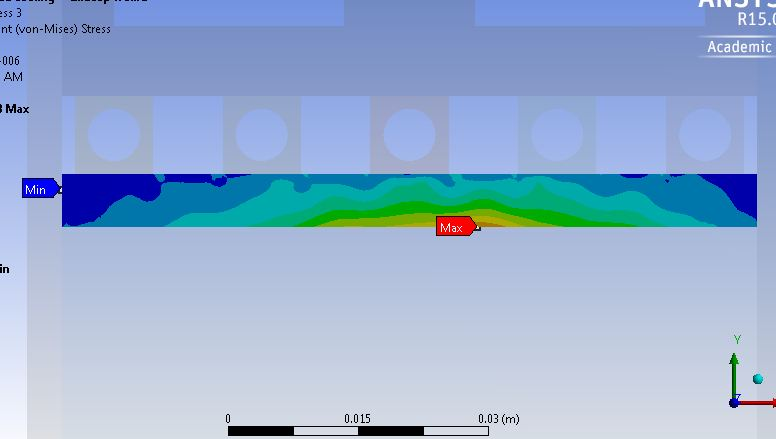 ess 3
nt (von-Mises) Stress
-006
AM
Max
in
Min
Max
ANSYS
R15.0
Academic
Y
0
0.015
0.03 (m)